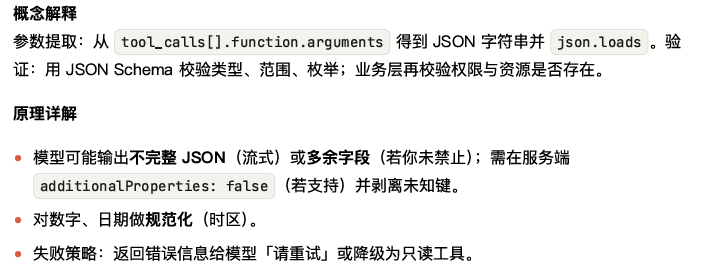 概念解释
参数提取：从 tool_calls[].function.arguments 得到 JSON 字符串并 json.loads 。验
证：用 JSON Schema 校验类型、范围、枚举；业务层再校验权限与资源是否存在。
原理详解
模型可能输出不完整 JSON（流式）或多余字段（若你未禁止）；需在服务端
additionalProperties: false （若支持）并剥离未知键。
对数字、日期做规范化（时区）。
失败策略：返回错误信息给模型「请重试」或降级为只读工具。